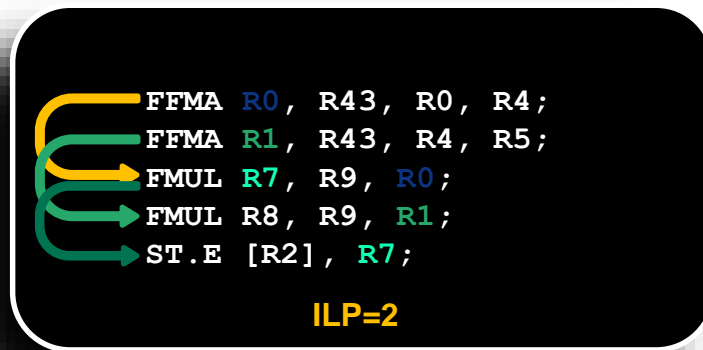 FFMA R0, R43, R0, R4;
FFMA R1, R43, R4, R5;
FMUL R7, R9, R0;
FMUL R8, R9, R1;
ST.E [R2], R7;
ILP=2